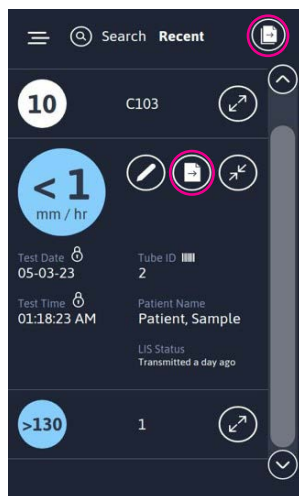 Search Recent
10 C103
< 1
mm / hr
Test Date Tube ID
05-03-23 2
Test Time Patient Name
01:18:23 AM Patient, Sample
LIS Status
Transmitted a day ago
>130 1